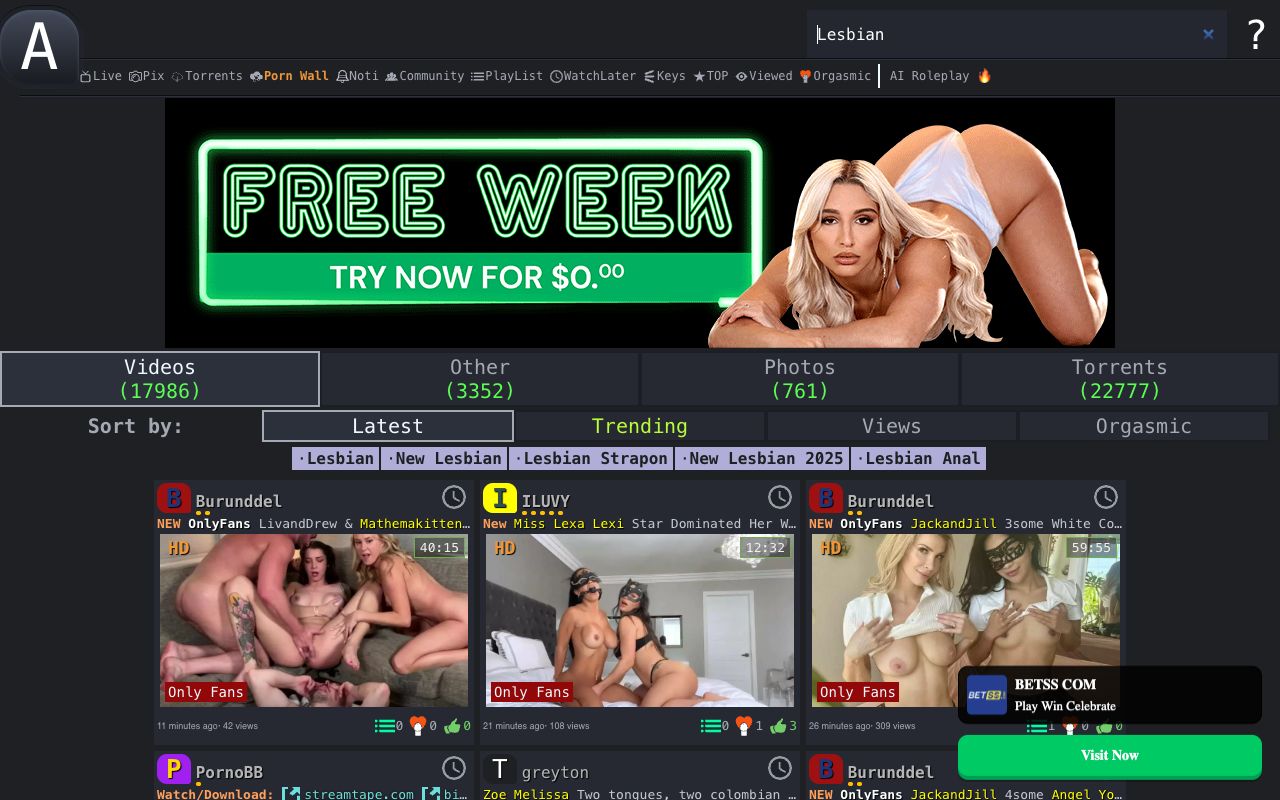 A
Lesbian
?
Live Pix Torrents Porn Wall Noti Community PlayList WatchLater Keys TOP Viewed Orgasmic AI Roleplay
FREE WEEK
TRY NOW FOR $0.00
Videos
(17986)
Other
(3352)
Photos
(761)
Torrents
(22777)
Sort by: Latest Trending Views Orgasmic
·Lesbian ·New Lesbian ·Lesbian Strapon ·New Lesbian 2025 ·Lesbian Anal
B Burunddel
NEW OnlyFans LivandDrew & Mathemakitten…
HD 40:15
Only Fans
11 minutes ago· 42 views 0 0 0
I ILUVY
New Miss Lexa Lexi Star Dominated Her W…
HD 12:32
Only Fans
21 minutes ago· 108 views 0 1 3
B Burunddel
NEW OnlyFans JackandJill 3some White Co…
HD 59:55
Only Fans
26 minutes ago· 309 views 1 0 0
BETSS COM
Play Win Celebrate
Visit Now
P PornoBB
Watch/Download: streamtape.com bi…
T greyton
Zoe Melissa Two tongues, two colombian …
B Burunddel
NEW OnlyFans JackandJill 4some Angel Yo…